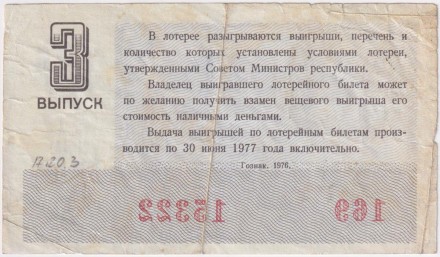 3
ВЫПУСК
В лотерее разыгрываются выигрыши, перечень и
количество которых установлены условиями лотереи,
утвержденными Советом Министров республики.
Владелец выигравшего лотерейного билета может
по желанию получить взамен вещевого выигрыша его
стоимость наличными деньгами.
Выдача выигрышей по лотерейным билетам произ-
водится по 30 июня 1977 года включительно.
Гознак. 1976.
15322 169